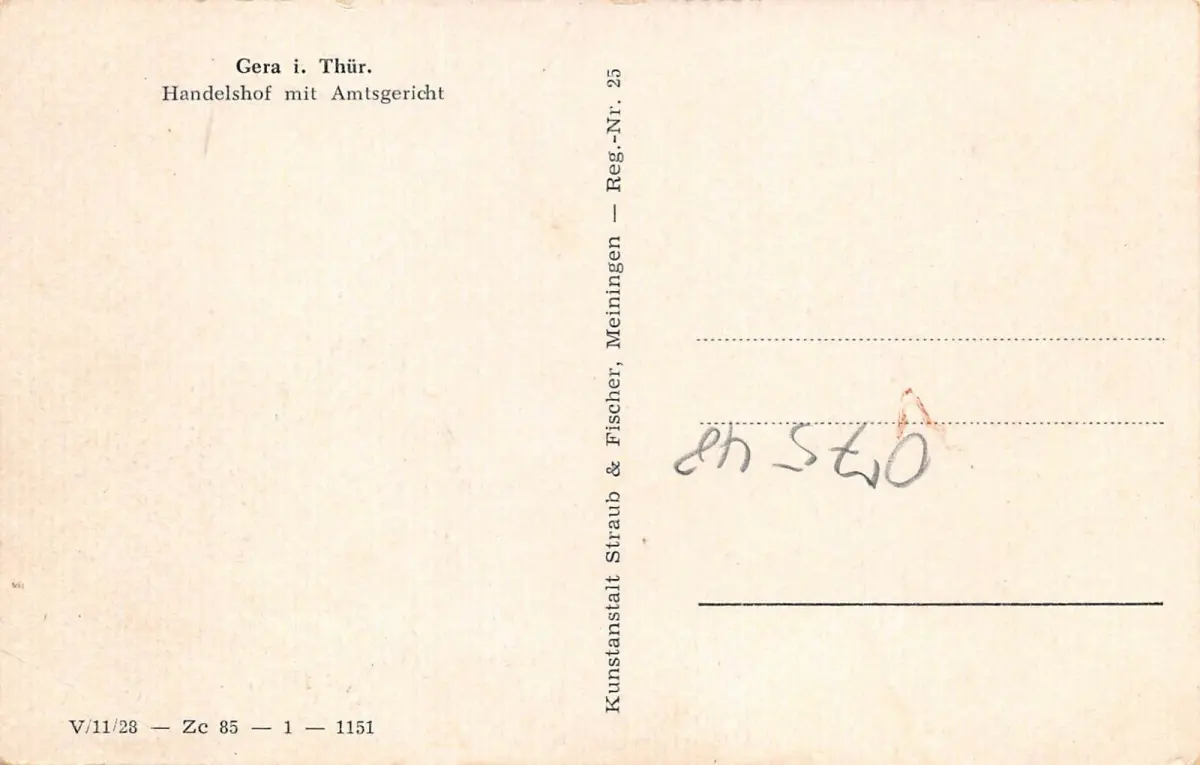 Gera i. Thür.
Handelshof mit Amtsgericht
Kunstanstalt Straub & Fischer, Meiningen — Reg.-Nr. 25
V/11/28 — Zc 85 — 1 — 1151